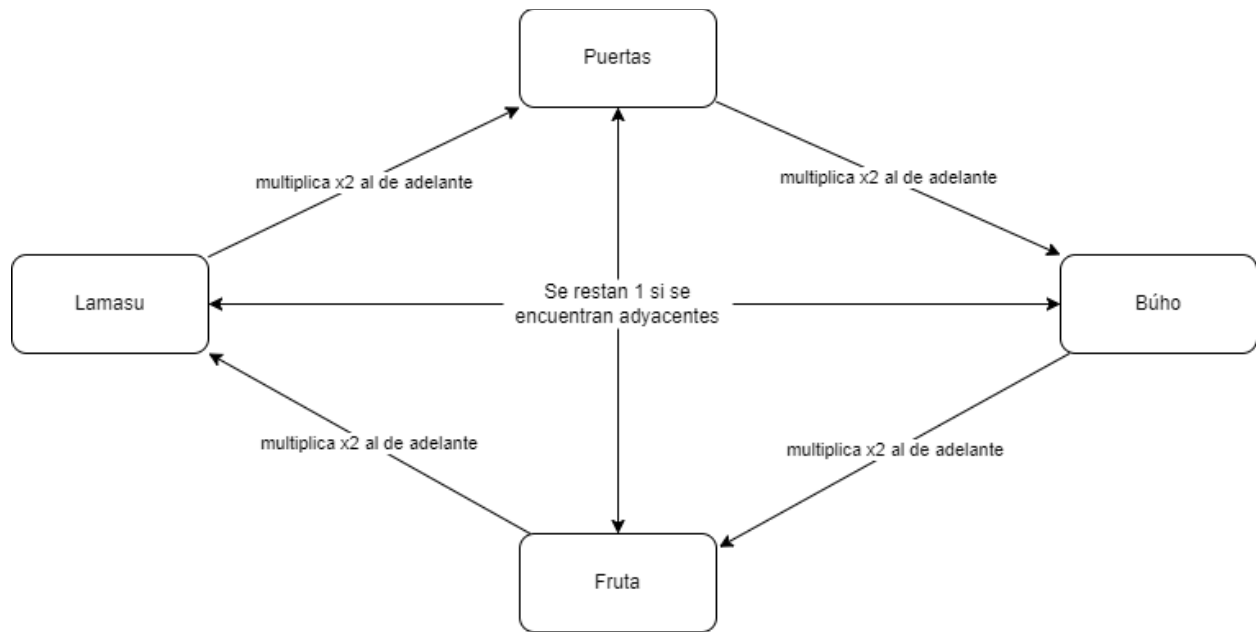 Puertas
multiplica x2 al de adelante
multiplica x2 al de adelante
Lamasu
Se restan 1 si se
encuentran adyacentes
Búho
multiplica x2 al de adelante
multiplica x2 al de adelante
Fruta